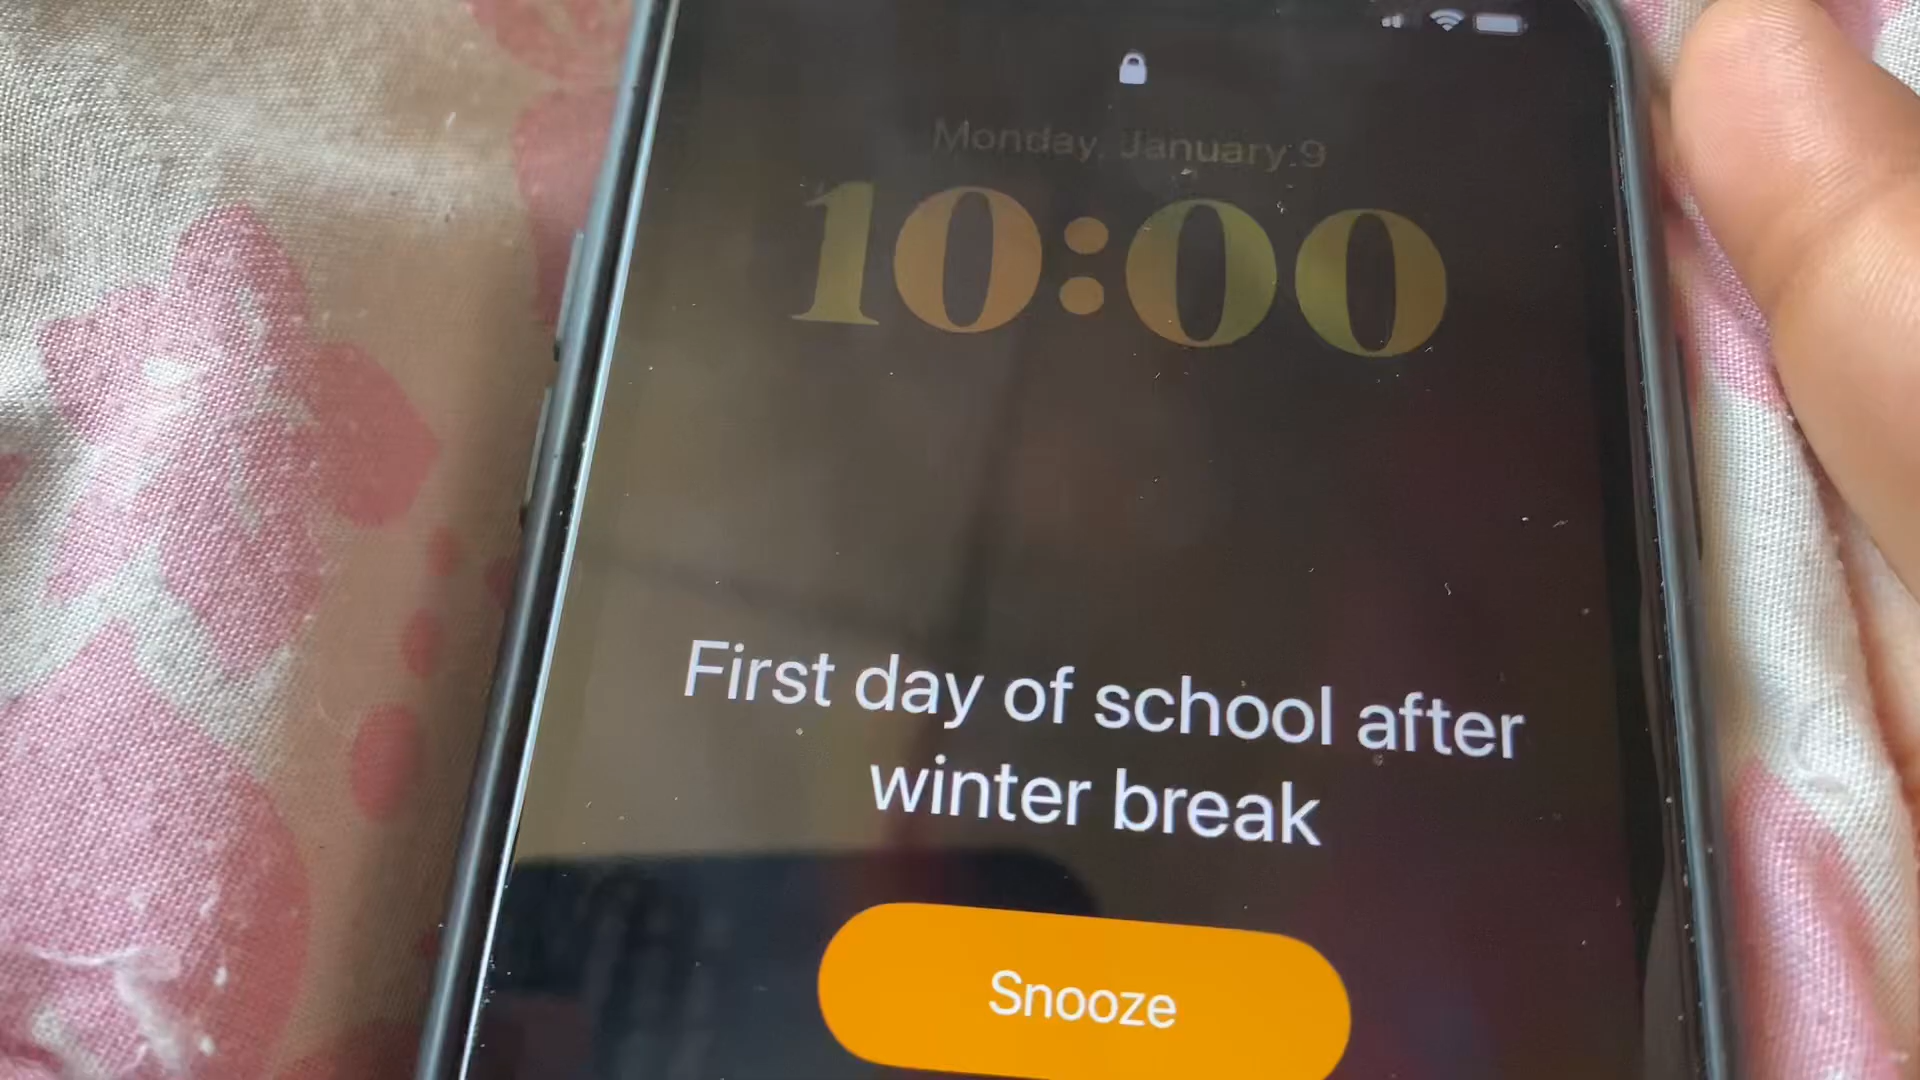 Monday, January 9
10:00
First day of school after
winter break
Snooze